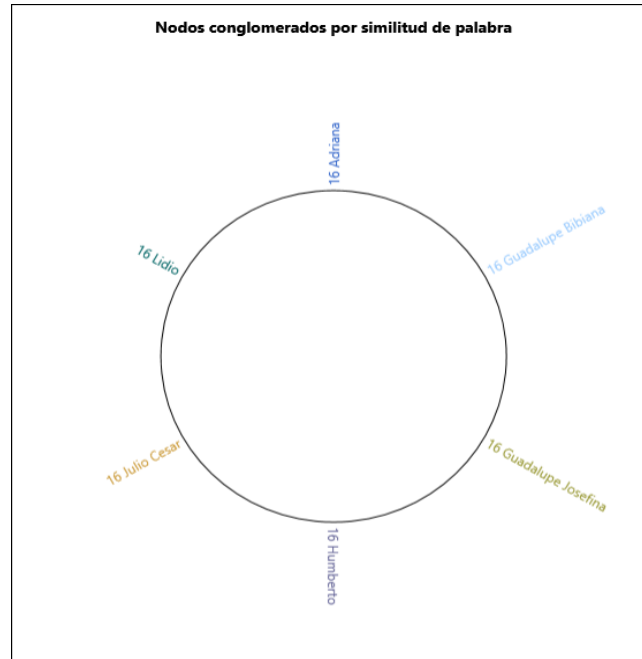 Nodos conglomerados por similitud de palabra
16 Adriana
16 Guadalupe Bibiana
16 Lidio
16 Julio Cesar
16 Guadalupe Josefina
16 Humberto